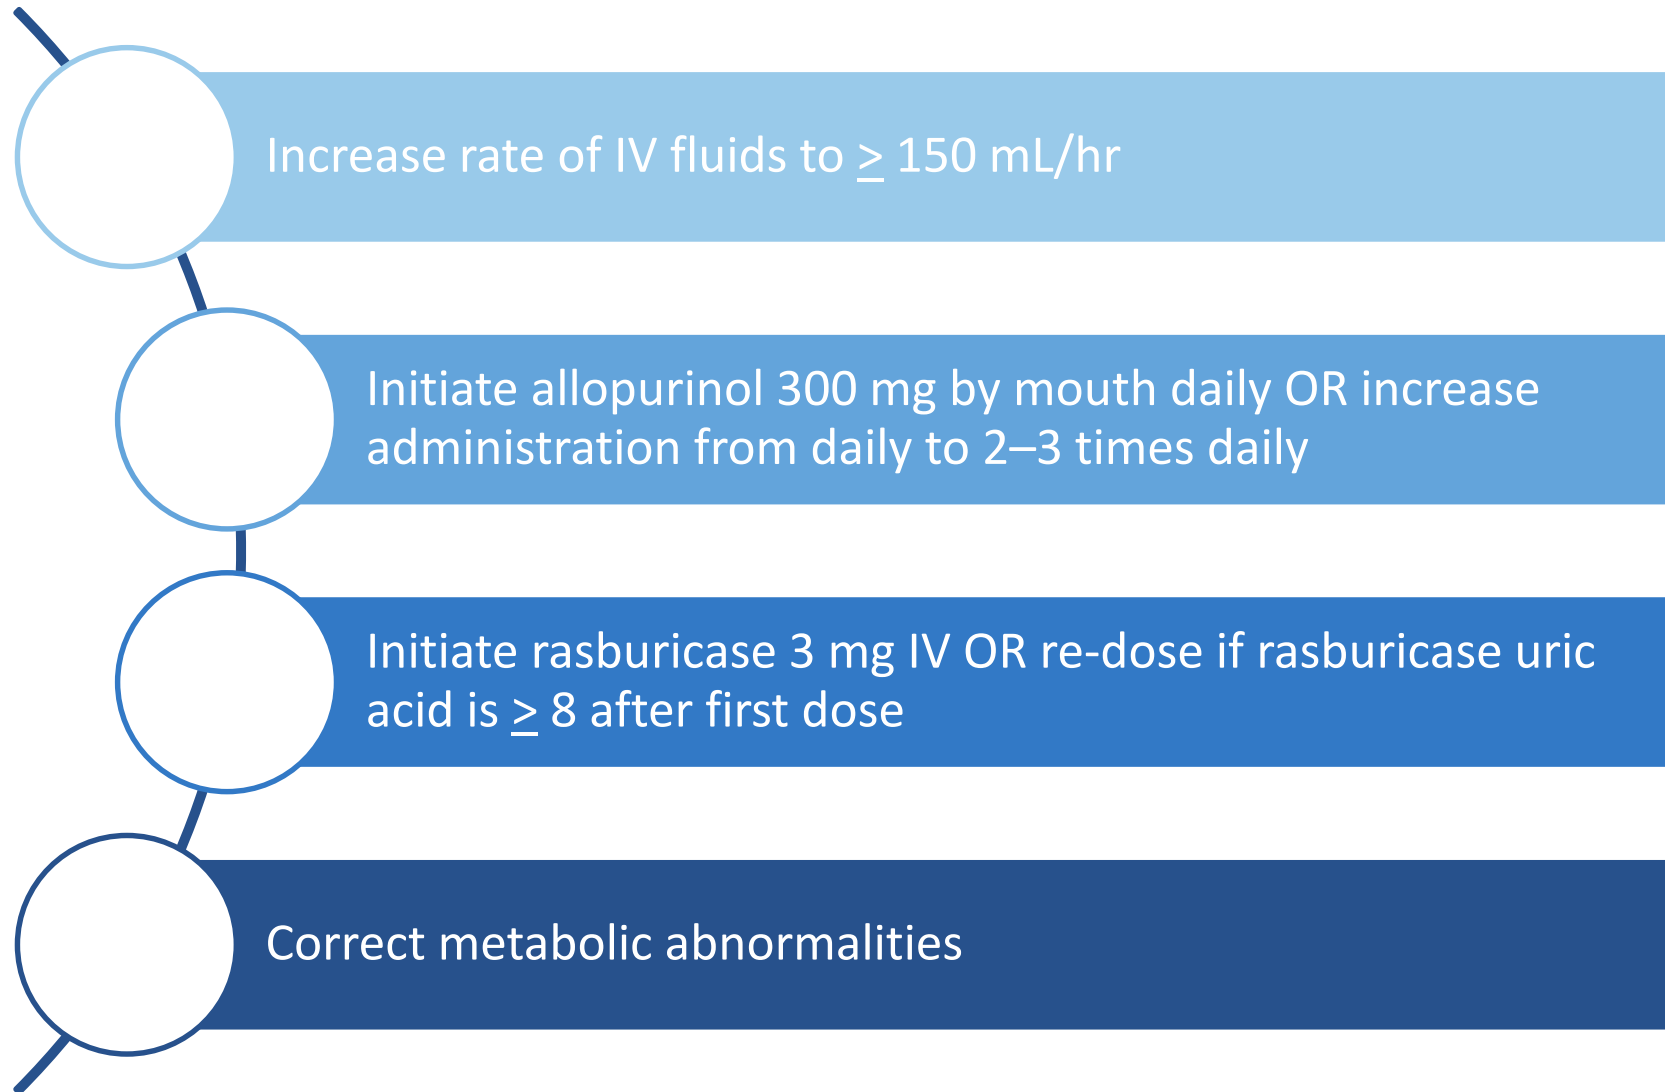 Increase rate of IV fluids to ≥ 150 mL/hr
Initiate allopurinol 300 mg by mouth daily OR increase
administration from daily to 2–3 times daily
Initiate rasburicase 3 mg IV OR re-dose if rasburicase uric
acid is ≥ 8 after first dose
Correct metabolic abnormalities